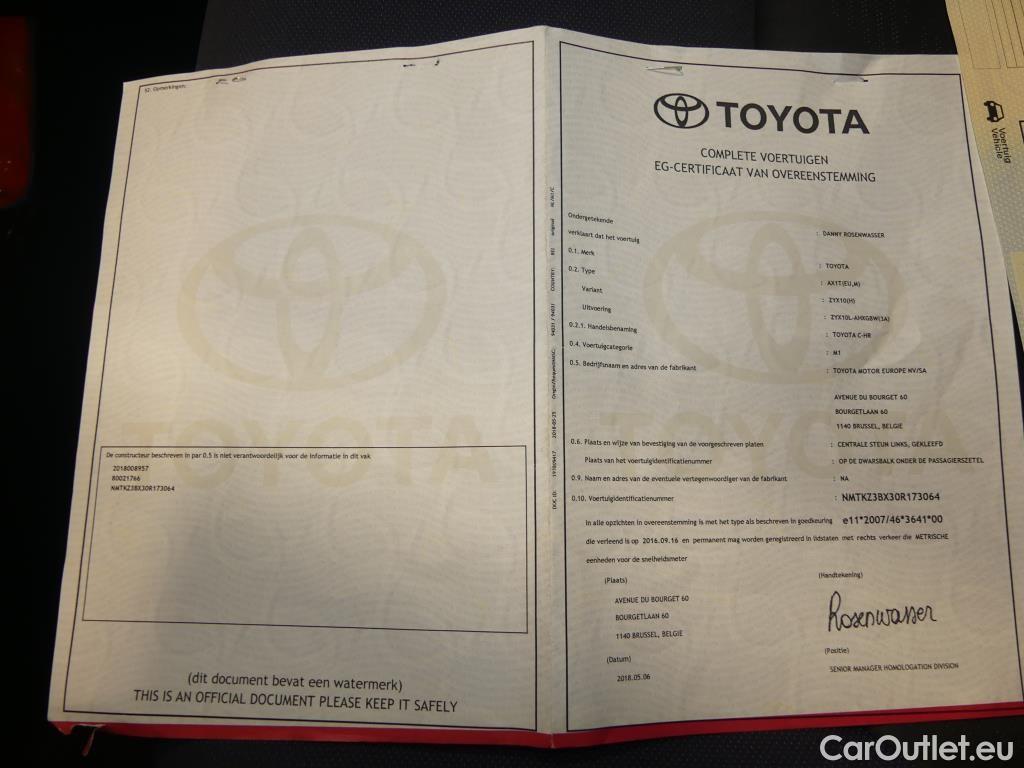 52. Opmerkingen:
De constructeur beschreven in par 0.5 is niet verantwoordelijk voor de informatie in dit vak
2018008957
80021766
NMTKZ3BX30R173064
(dit document bevat een watermerk)
THIS IS AN OFFICIAL DOCUMENT PLEASE KEEP IT SAFELY
TOYOTA
COMPLETE VOERTUIGEN
EG-CERTIFICAAT VAN OVEREENSTEMMING
Ondergetekende : DANNY ROSENWASSER
verklaart dat het voertuig
0.1. Merk : TOYOTA
0.2. Type : AX1T(EU,M)
Variant : ZYX10(H)
Uitvoering : ZYX10L-AHXGBW(3A)
0.2.1. Handelsbenaming : TOYOTA C-HR
0.4. Voertuigcategorie : M1
0.5. Bedrijfsnaam en adres van de fabrikant : TOYOTA MOTOR EUROPE NV/SA
AVENUE DU BOURGET 60
BOURGETLAAN 60
1140 BRUSSEL, BELGIE
0.6. Plaats en wijze van bevestiging van de voorgeschreven platen : CENTRALE STEUN LINKS, GEKLEEFD
Plaats van het voertuigidentificatienummer : OP DE DWARSBALK ONDER DE PASSAGIERSZETEL
0.9. Naam en adres van de eventuele vertegenwoordiger van de fabrikant : NA
0.10. Voertuigidentificatienummer : NMTKZ3BX30R173064
In alle opzichten in overeenstemming is met het type als beschreven in goedkeuring e11*2007/46*3641*00
die verleend is op 2016.09.16 en permanent mag worden geregistreerd in lidstaten met rechts verkeer die METRISCHE
eenheden voor de snelheidsmeter
(Plaats)
AVENUE DU BOURGET 60
BOURGETLAAN 60
1140 BRUSSEL, BELGIE
(Datum)
2018.05.06
(Handtekening)
Rosenwasser
(Positie)
SENIOR MANAGER HOMOLOGATION DIVISION
Voertuig
Vehicle
TOYOTA
TOYOTA
CarOutlet.eu